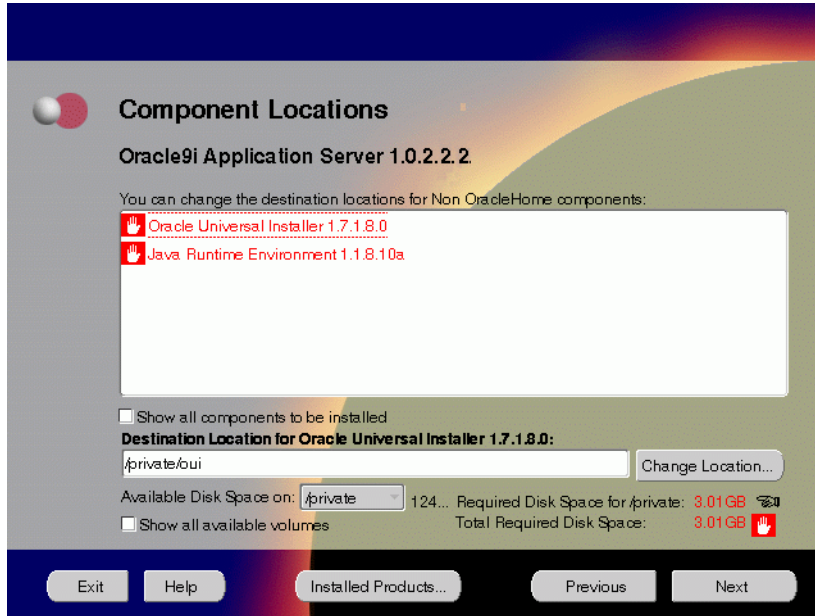 Component Locations
Oracle9i Application Server 1.0.2.2.2.
You can change the destination locations for Non OracleHome components:
Oracle Universal Installer 1.7.1.8.0
Java Runtime Environment 1.1.8.10a
Show all components to be installed
Destination Location for Oracle Universal Installer 1.7.1.8.0:
/private/oui
Change Location...
Available Disk Space on: /private 124... Required Disk Space for /private: 3.01GB
Show all available volumes Total Required Disk Space: 3.01GB
Exit Help Installed Products... Previous Next